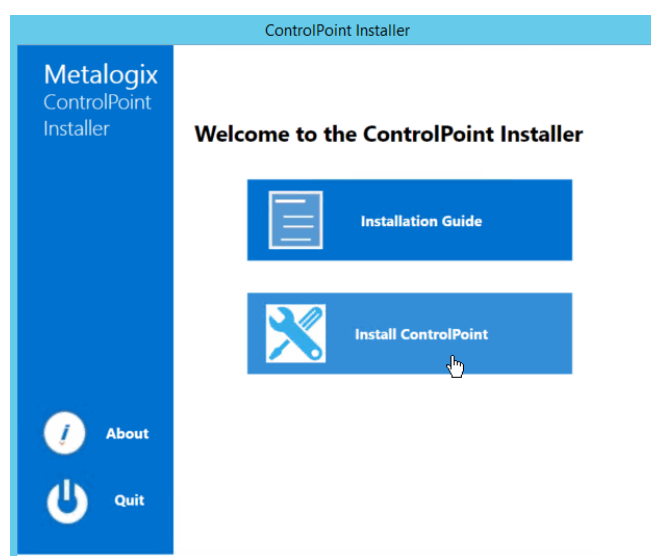 ControlPoint Installer
Metalogix
ControlPoint
Installer
Welcome to the ControlPoint Installer
Installation Guide
Install ControlPoint
About
Quit